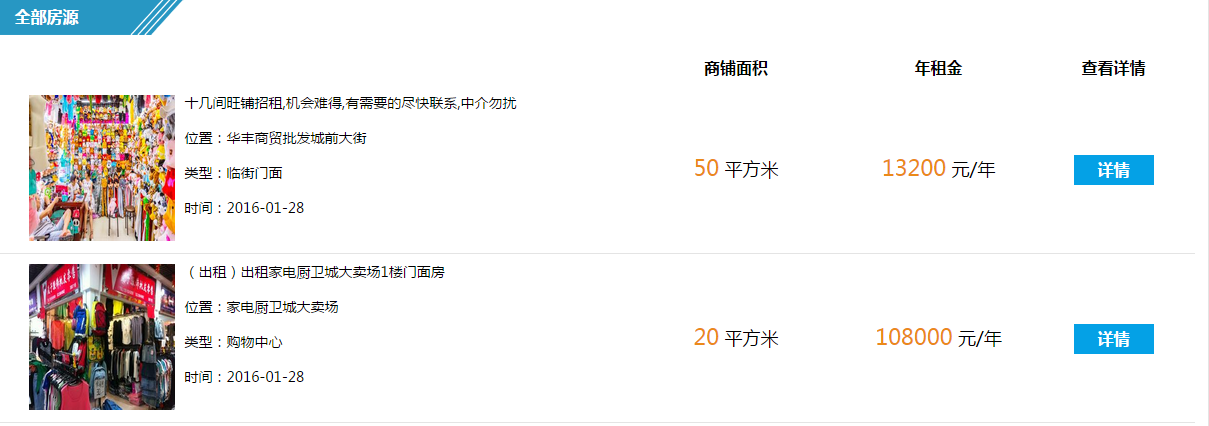 全部房源
商铺面积 年租金 查看详情
十几间旺铺招租,机会难得,有需要的尽快联系,中介勿扰
位置：华丰商贸批发城前大街
类型：临街门面
时间：2016-01-28
50 平方米 13200 元/年 详情
（出租）出租家电厨卫城大卖场1楼门面房
位置：家电厨卫城大卖场
类型：购物中心
时间：2016-01-28
20 平方米 108000 元/年 详情